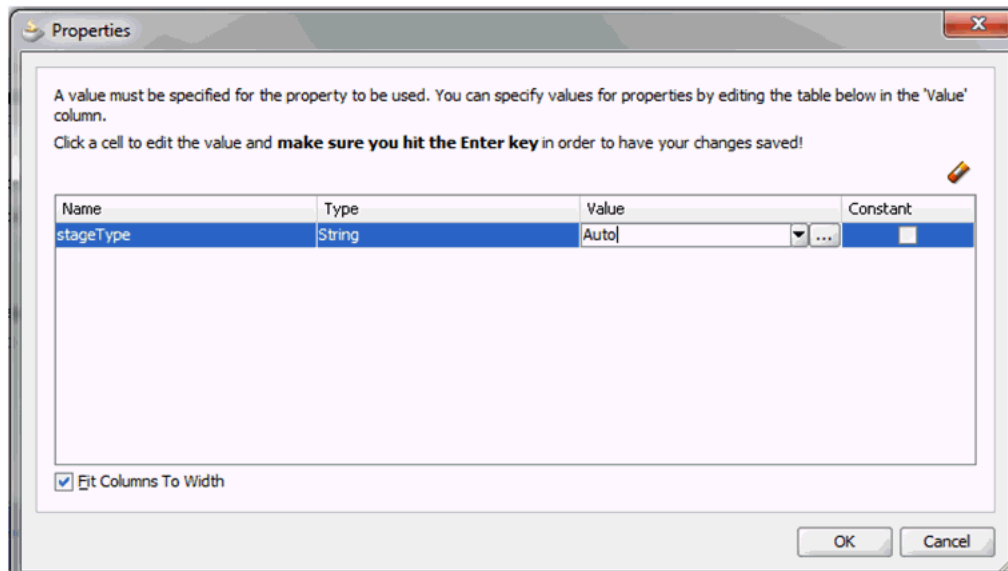 Properties
A value must be specified for the property to be used. You can specify values for properties by editing the table below in the 'Value'
column.
Click a cell to edit the value and make sure you hit the Enter key in order to have your changes saved!
Name Type Value Constant
stageType String Auto ...
Fit Columns To Width
OK Cancel